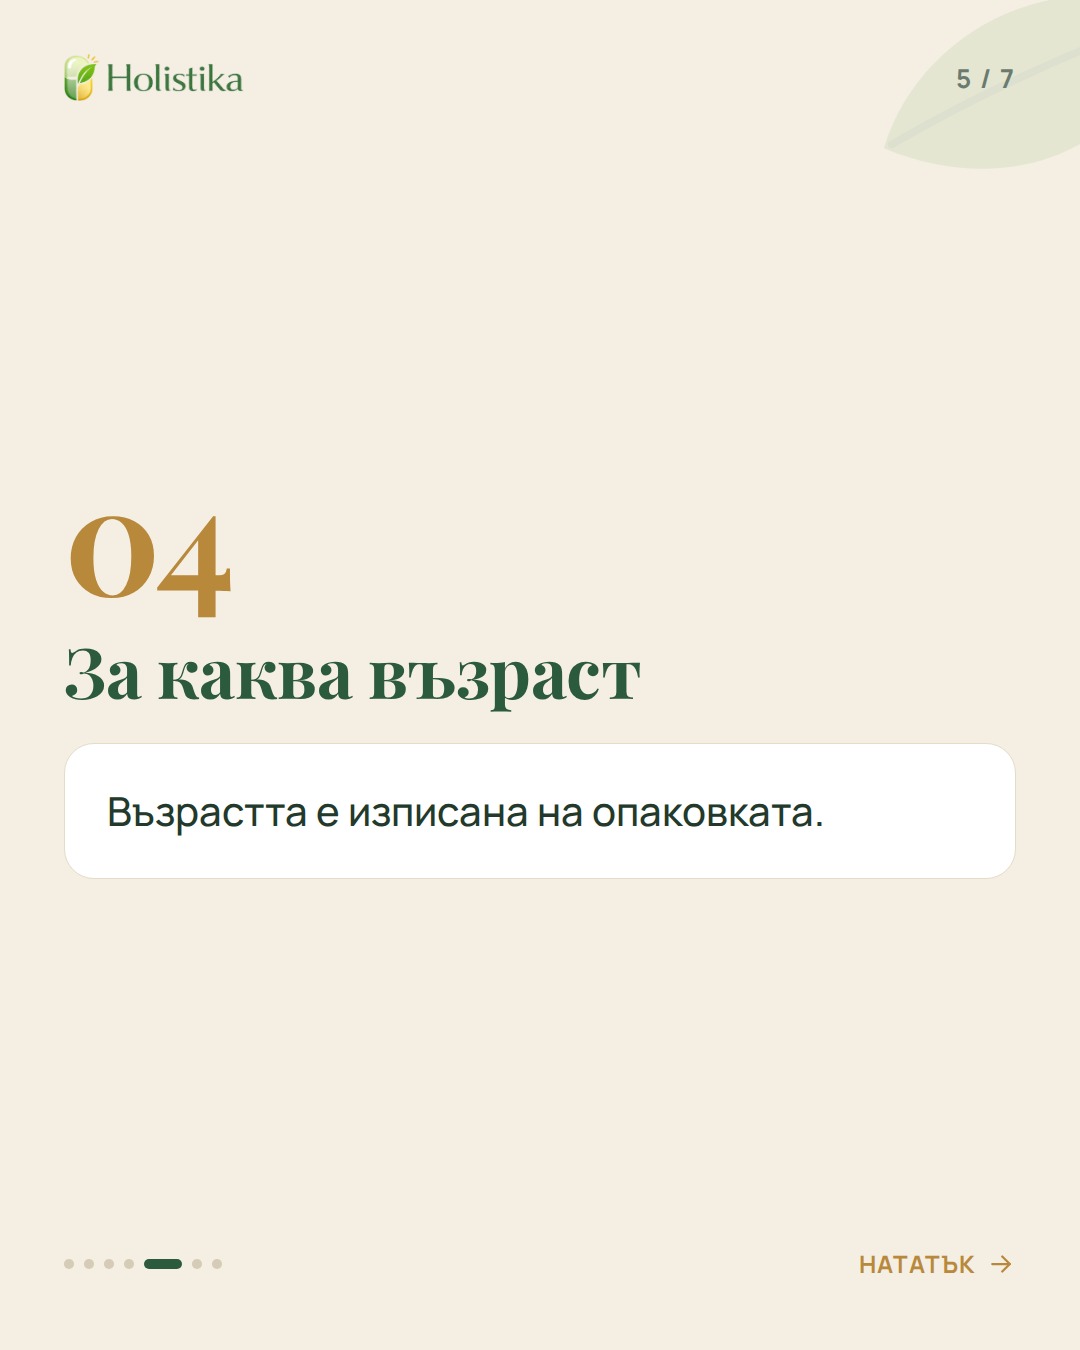 Holistika
5 / 7
04
За каква възраст
Възрастта е изписана на опаковката.
НАТАТЪК →